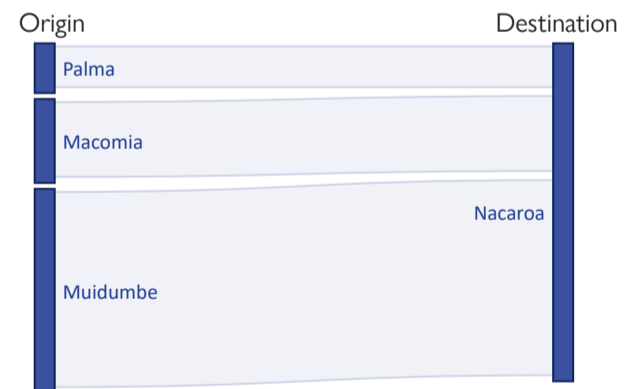 Origin
Destination
Palma
Macomia
Nacaroa
Muidumbe